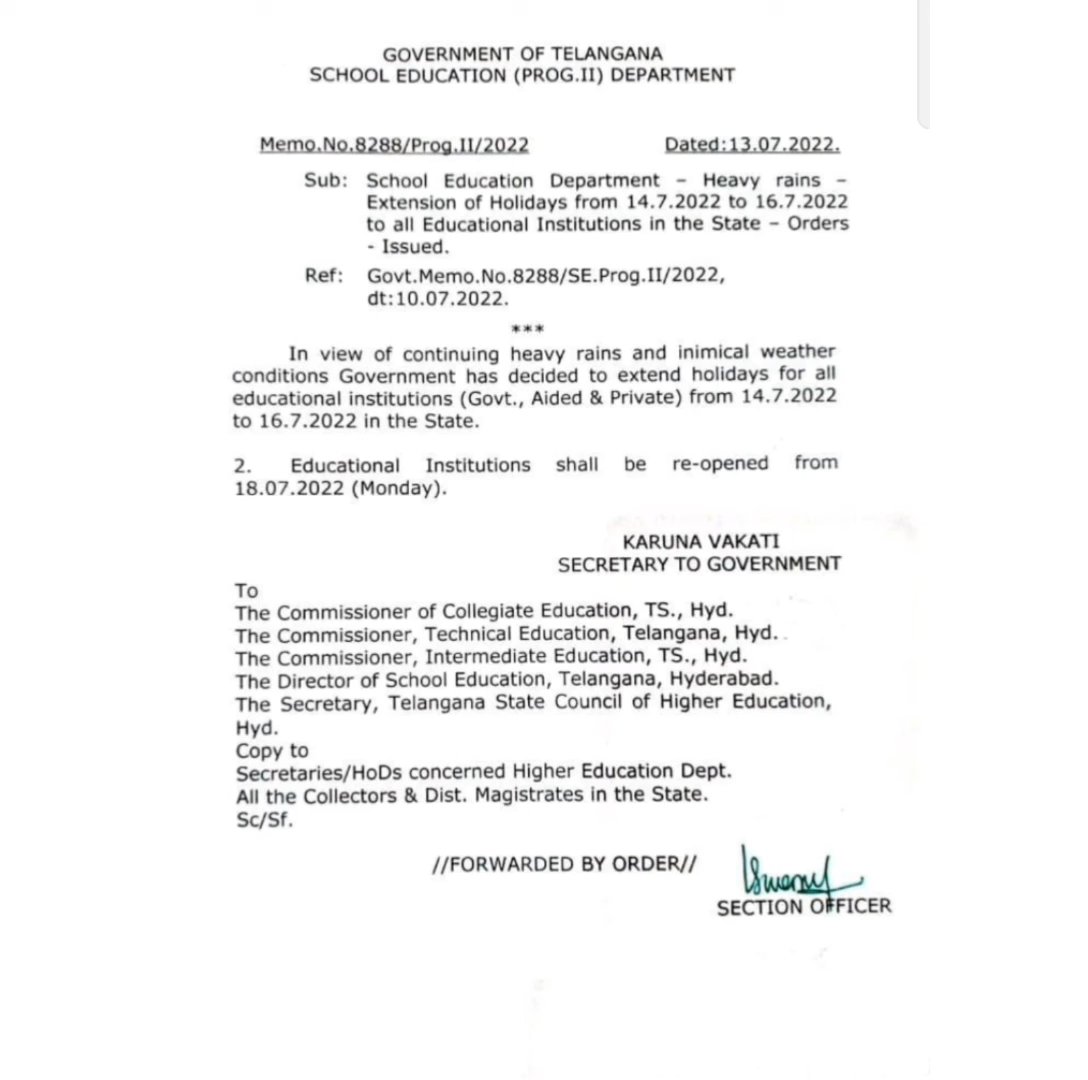 GOVERNMENT OF TELANGANA
SCHOOL EDUCATION (PROG.II) DEPARTMENT
Memo.No.8288/Prog.II/2022 Dated:13.07.2022.
Sub: School Education Department – Heavy rains –
Extension of Holidays from 14.7.2022 to 16.7.2022
to all Educational Institutions in the State – Orders
- Issued.
Ref: Govt.Memo.No.8288/SE.Prog.II/2022,
dt:10.07.2022.
***
In view of continuing heavy rains and inimical weather
conditions Government has decided to extend holidays for all
educational institutions (Govt., Aided & Private) from 14.7.2022
to 16.7.2022 in the State.
2. Educational Institutions shall be re-opened from
18.07.2022 (Monday).
KARUNA VAKATI
SECRETARY TO GOVERNMENT
To
The Commissioner of Collegiate Education, TS., Hyd.
The Commissioner, Technical Education, Telangana, Hyd.
The Commissioner, Intermediate Education, TS., Hyd.
The Director of School Education, Telangana, Hyderabad.
The Secretary, Telangana State Council of Higher Education,
Hyd.
Copy to
Secretaries/HoDs concerned Higher Education Dept.
All the Collectors & Dist. Magistrates in the State.
Sc/Sf.
//FORWARDED BY ORDER//
SECTION OFFICER